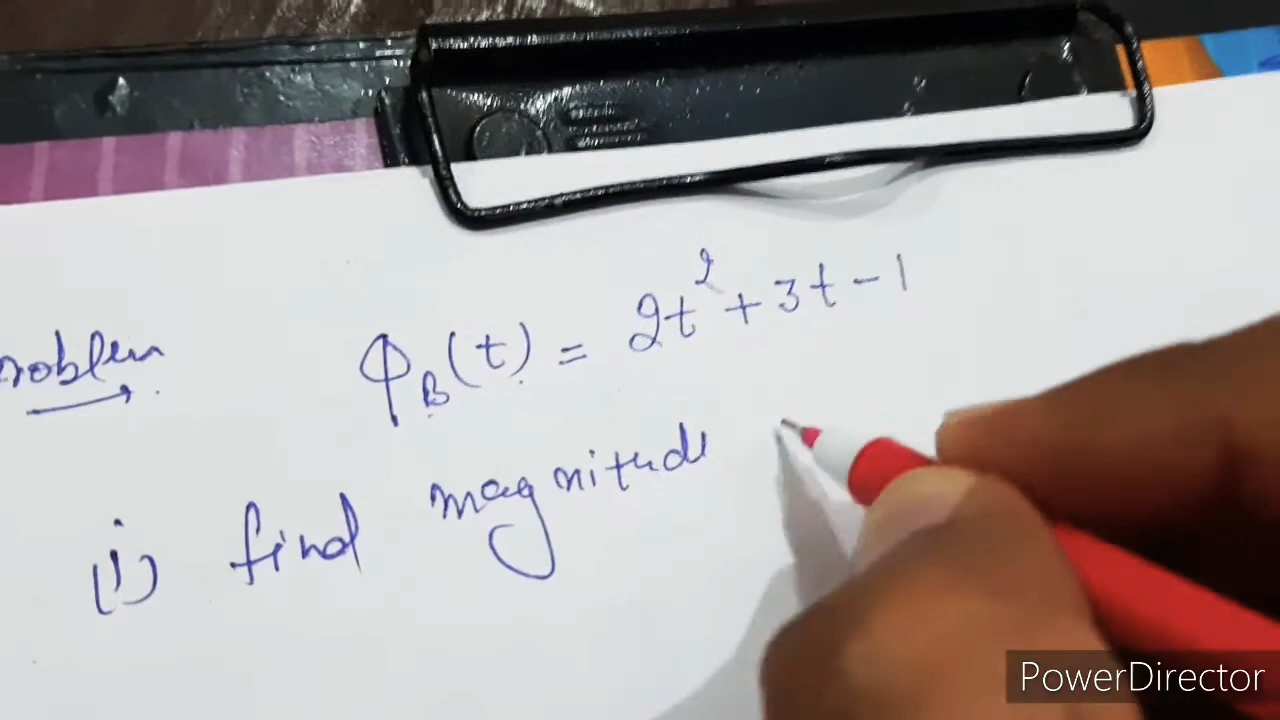 roblem
φ_B(t) = 2t² + 3t - 1
(i) find magnitude
PowerDirector